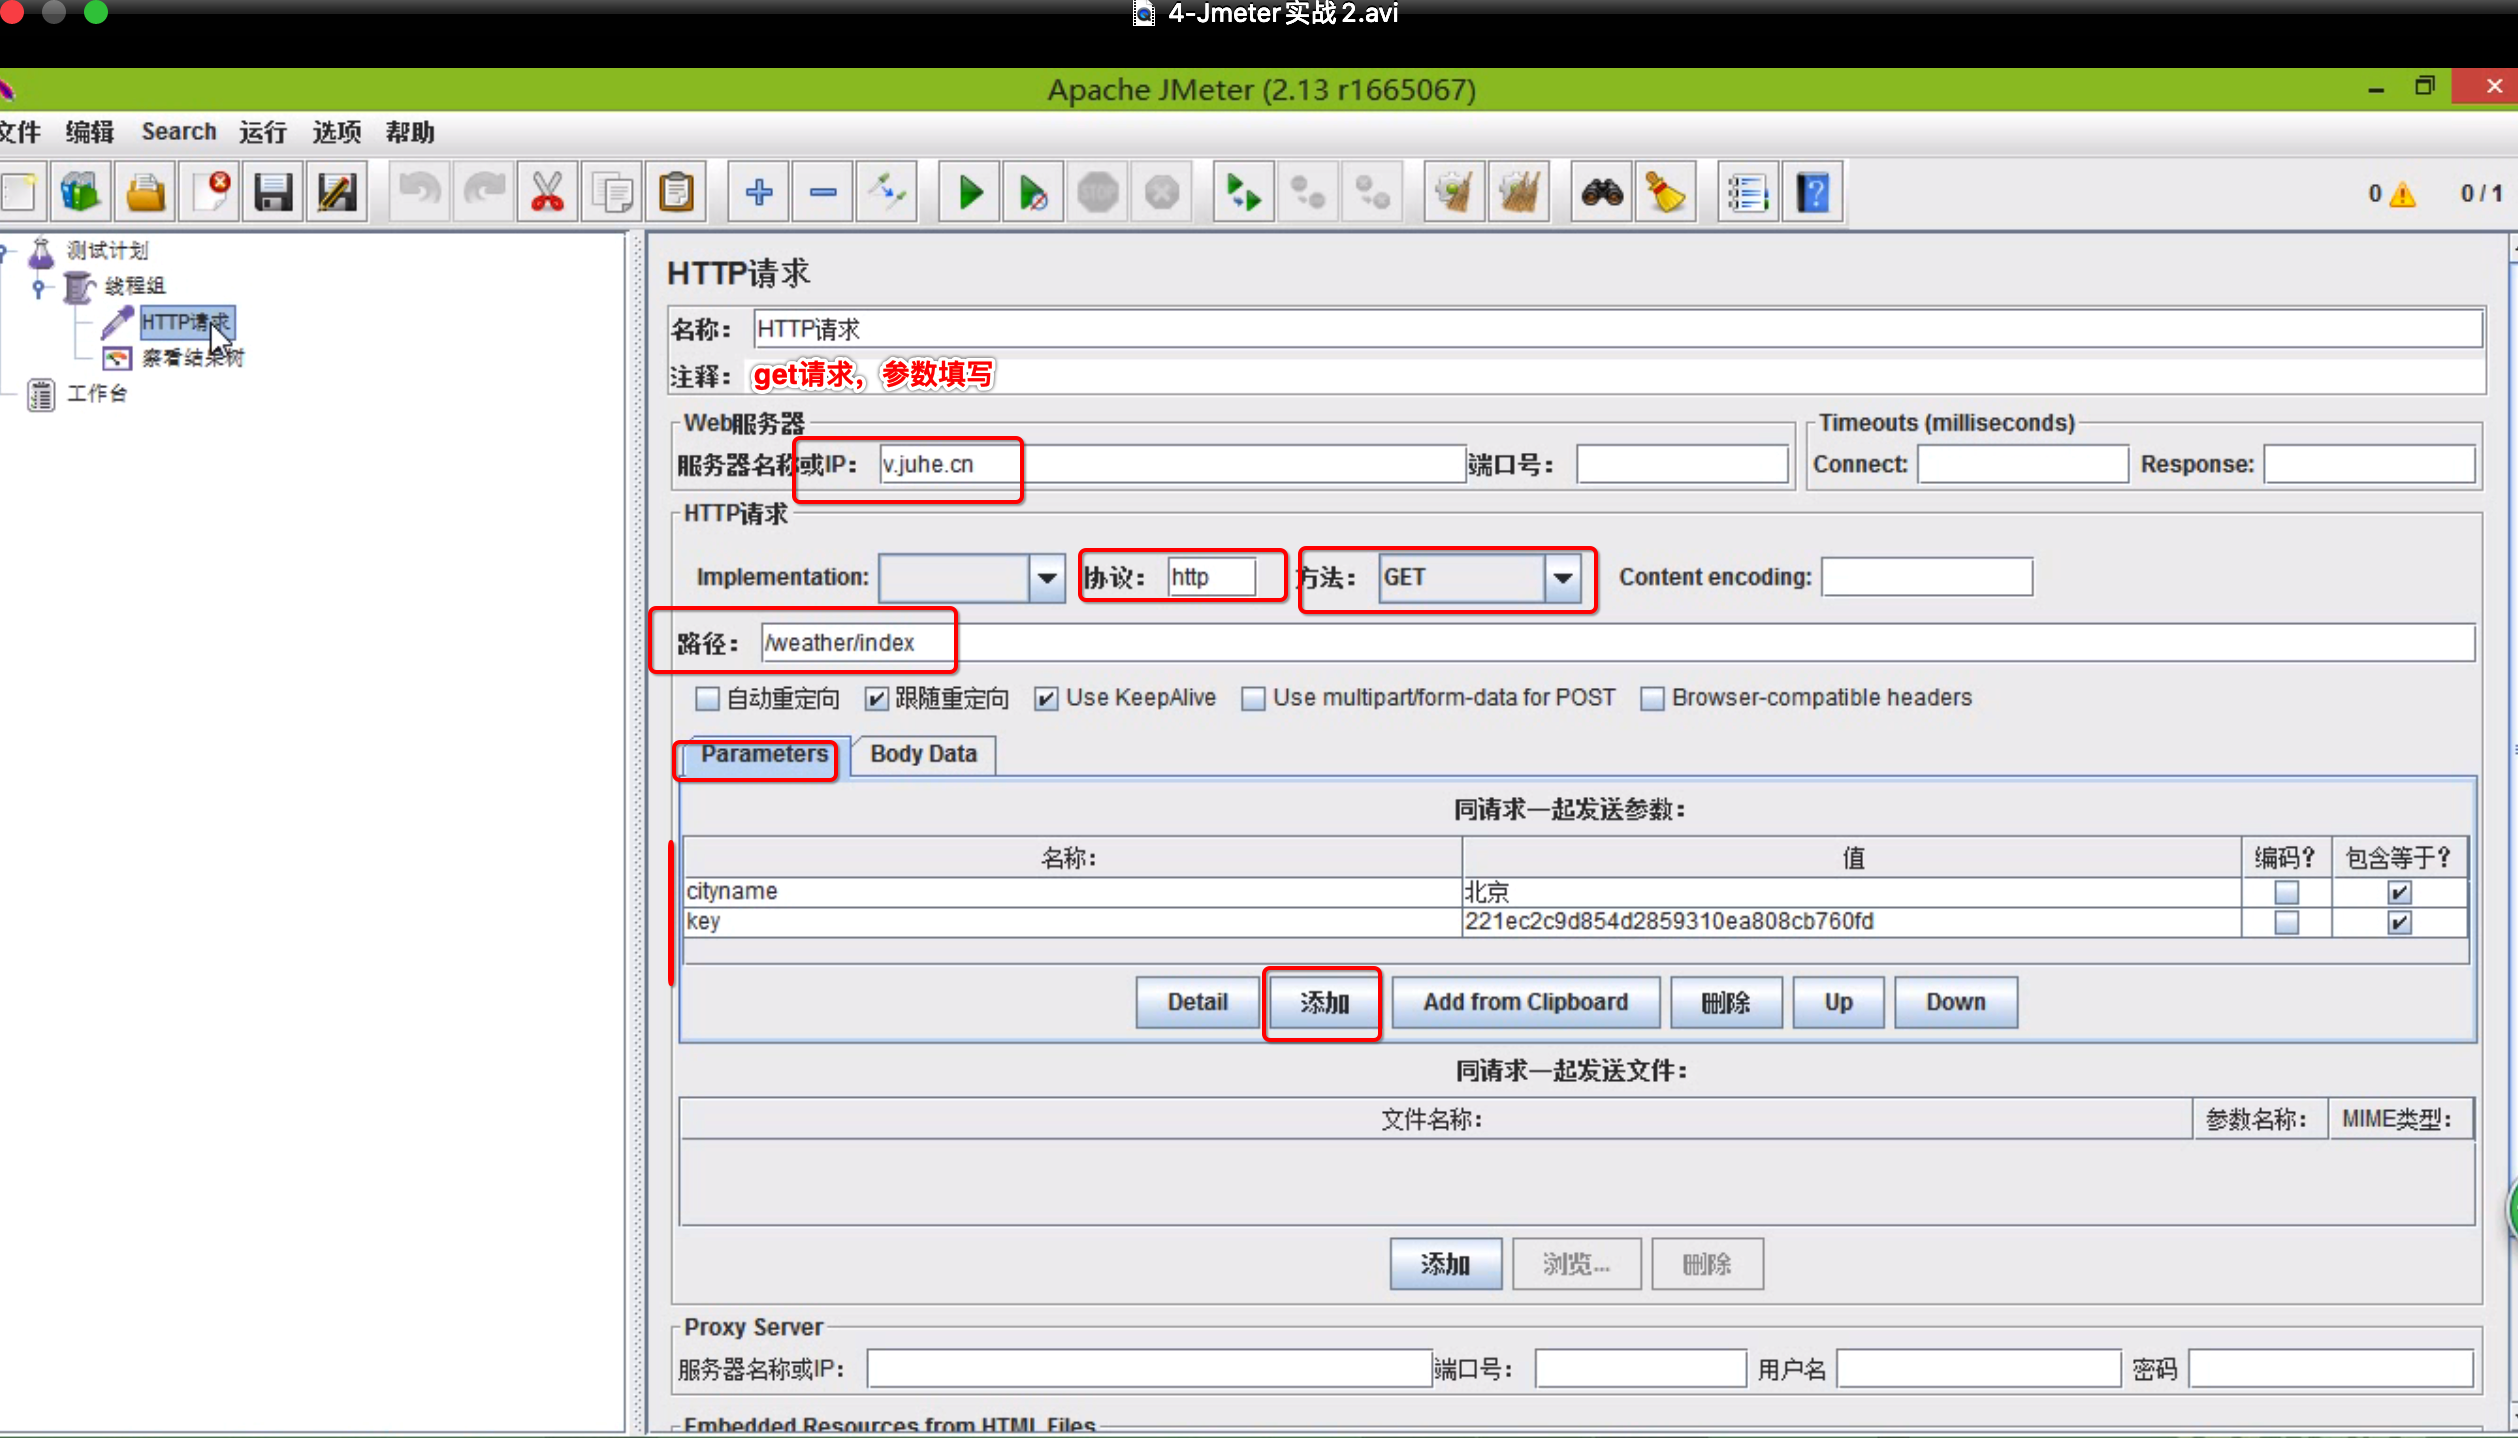 4-Jmeter实战2.avi
Apache JMeter (2.13 r1665067)
文件 编辑 Search 运行 选项 帮助
STOP
0 0 / 1
测试计划
线程组
HTTP请求
察看结果树
工作台
HTTP请求
名称： HTTP请求
注释： get请求，参数填写
Web服务器
服务器名称或IP： v.juhe.cn 端口号：
Timeouts (milliseconds)
Connect: Response:
HTTP请求
Implementation: 协议： http 方法： GET Content encoding:
路径： /weather/index
自动重定向 跟随重定向 Use KeepAlive Use multipart/form-data for POST Browser-compatible headers
Parameters Body Data
同请求一起发送参数：
名称： 值 编码？ 包含等于？
cityname 北京
key 221ec2c9d854d2859310ea808cb760fd
Detail 添加 Add from Clipboard 删除 Up Down
同请求一起发送文件：
文件名称： 参数名称： MIME类型：
添加 浏览... 删除
Proxy Server
服务器名称或IP： 端口号： 用户名 密码
Embedded Resources from HTML Files